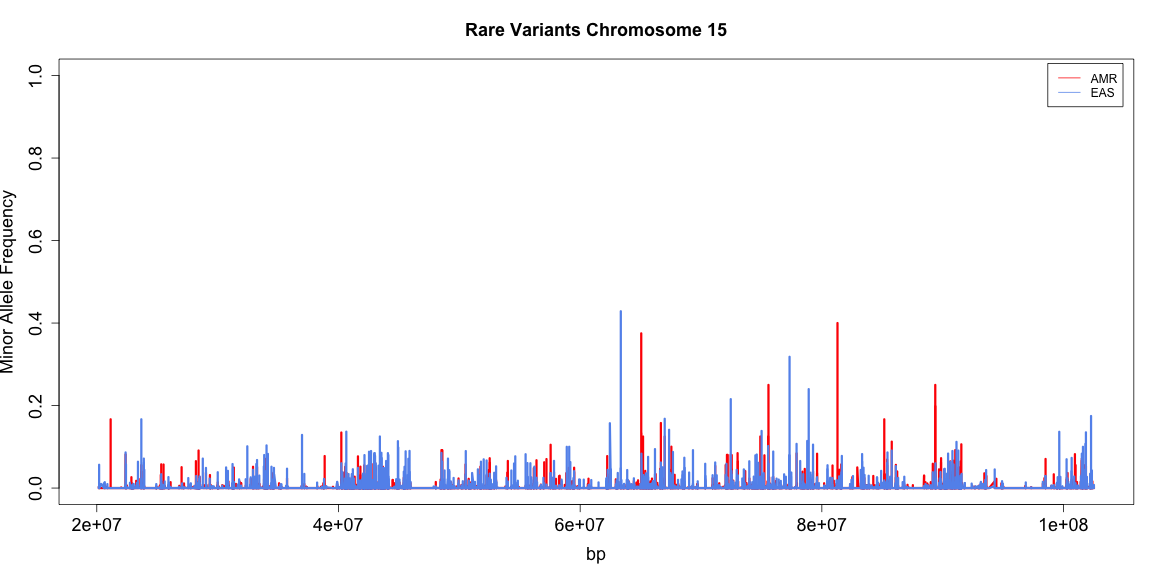 Rare Variants Chromosome 15
AMR
EAS
1.0
0.8
0.6
0.4
0.2
0.0
Minor Allele Frequency
2e+07 4e+07 6e+07 8e+07 1e+08
bp